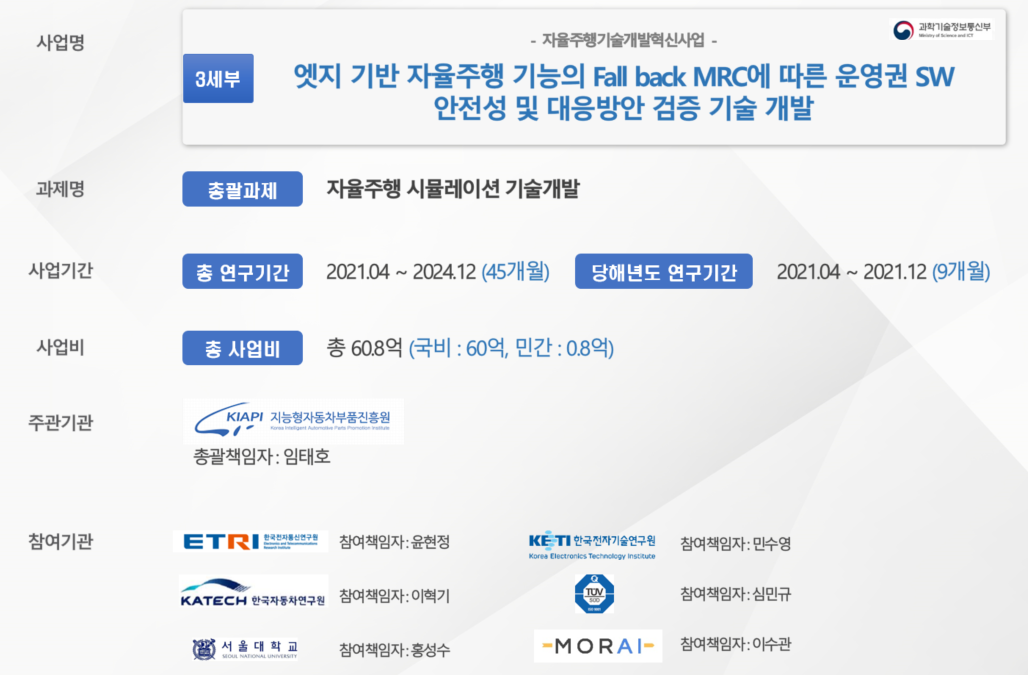 사업명
- 자율주행기술개발혁신사업 -
과학기술정보통신부
Ministry of Science and ICT
3세부
엣지 기반 자율주행 기능의 Fall back MRC에 따른 운영권 SW
안전성 및 대응방안 검증 기술 개발
과제명
총괄과제
자율주행 시뮬레이션 기술개발
사업기간
총 연구기간
2021.04 ~ 2024.12 (45개월)
당해년도 연구기간
2021.04 ~ 2021.12 (9개월)
사업비
총 사업비
총 60.8억 (국비 : 60억, 민간 : 0.8억)
주관기관
KIAPI 지능형자동차부품진흥원
Korea Intelligent Automotive Parts Promotion Institute
총괄책임자 : 임태호
참여기관
ETRI 한국전자통신연구원
Electronics and Telecommunications
Research Institute
참여책임자 : 윤현정
KETI 한국전자기술연구원
Korea Electronics Technology Institute
참여책임자 : 민수영
KATECH 한국자동차연구원
참여책임자 : 이혁기
TÜV
SÜD
참여책임자 : 심민규
서울대학교
SEOUL NATIONAL UNIVERSITY
참여책임자 : 홍성수
-MORAI-
참여책임자 : 이수관